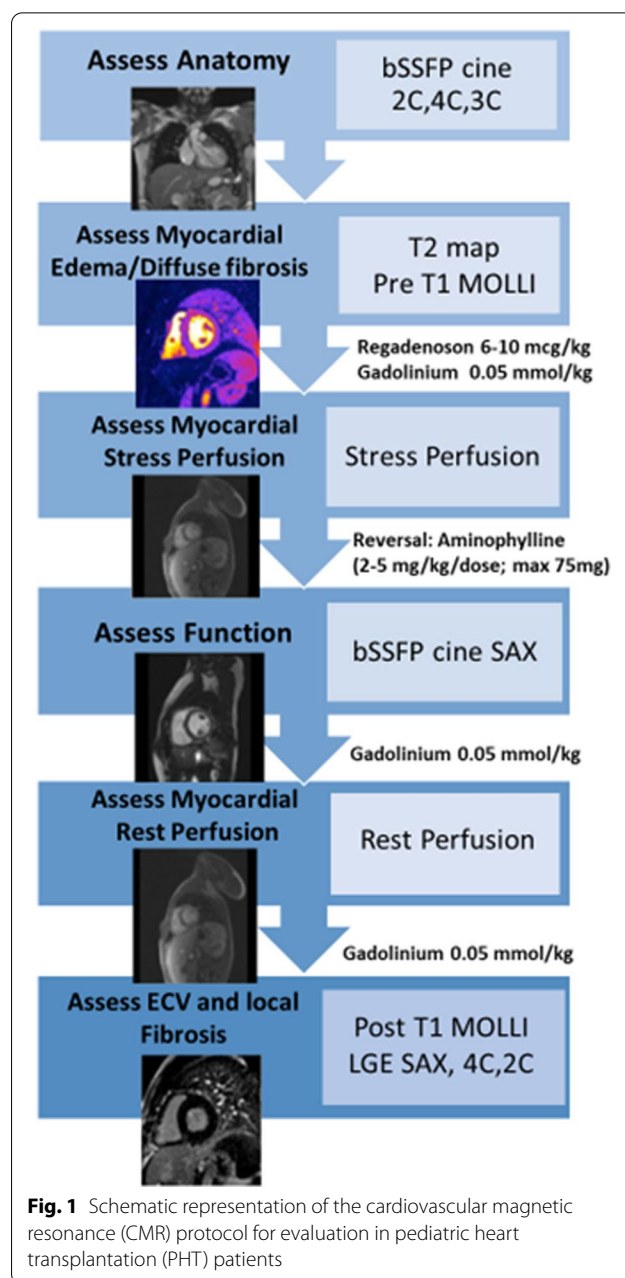 Assess Anatomy
bSSFP cine
2C,4C,3C
Assess Myocardial
Edema/Diffuse fibrosis
T2 map
Pre T1 MOLLI
Regadenoson 6-10 mcg/kg
Gadolinium 0.05 mmol/kg
Assess Myocardial
Stress Perfusion
Stress Perfusion
Reversal: Aminophylline
(2-5 mg/kg/dose; max 75mg)
Assess Function
bSSFP cine SAX
Gadolinium 0.05 mmol/kg
Assess Myocardial
Rest Perfusion
Rest Perfusion
Gadolinium 0.05 mmol/kg
Assess ECV and local
Fibrosis
Post T1 MOLLI
LGE SAX, 4C,2C
Fig. 1 Schematic representation of the cardiovascular magnetic
resonance (CMR) protocol for evaluation in pediatric heart
transplantation (PHT) patients